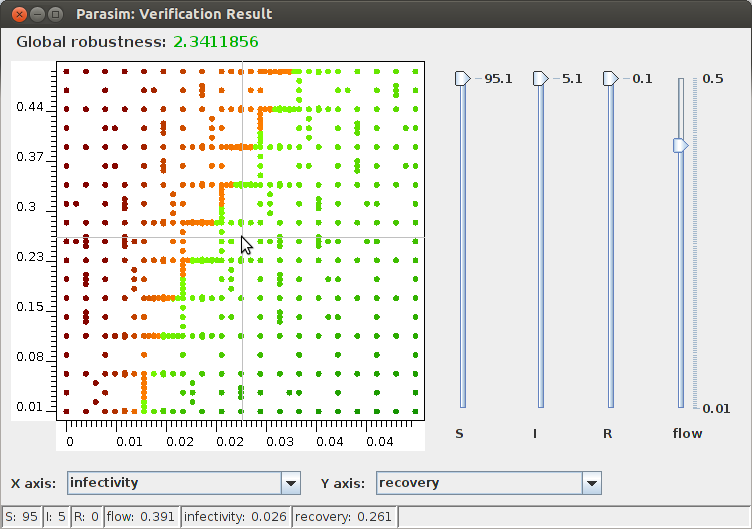 Parasim: Verification Result
Global robustness: 2.3411856
0.44
0.37
0.3
0.23
0.15
0.08
0.01
0 0.01 0.02 0.02 0.03 0.04 0.04
95.1 5.1 0.1 0.5
0.01
S I R flow
X axis: infectivity Y axis: recovery
S: 95 I: 5 R: 0 flow: 0.391 infectivity: 0.026 recovery: 0.261